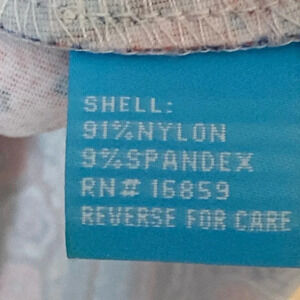 SHELL:
91%NYLON
9%SPANDEX
RN# 16859
REVERSE FOR CARE